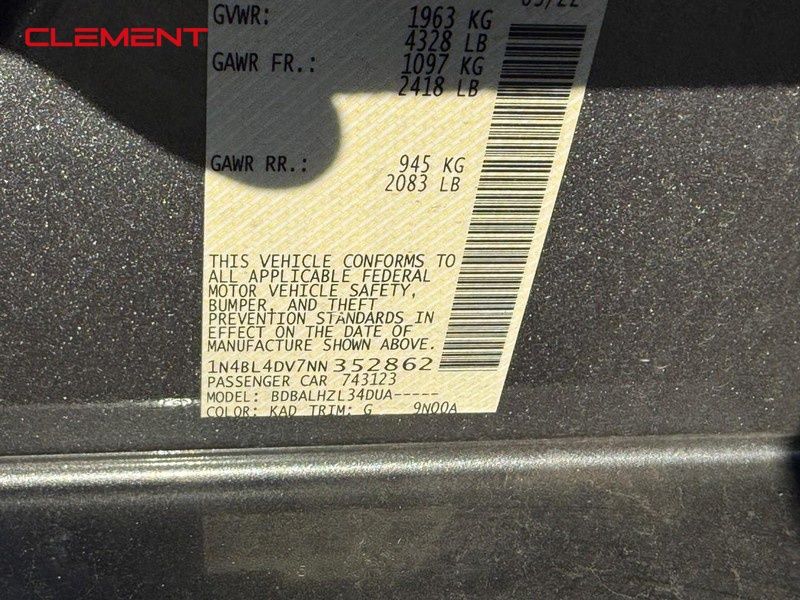 CLEMENT
GVWR: 1963 KG
4328 LB
GAWR FR.: 1097 KG
2418 LB
GAWR RR.: 945 KG
2083 LB
THIS VEHICLE CONFORMS TO
ALL APPLICABLE FEDERAL
MOTOR VEHICLE SAFETY,
BUMPER, AND THEFT
PREVENTION STANDARDS IN
EFFECT ON THE DATE OF
MANUFACTURE SHOWN ABOVE.
1N4BL4DV7NN352862
PASSENGER CAR 743123
MODEL: BDBALHZL34DUA-----
COLOR: KAD TRIM: G 9N00A